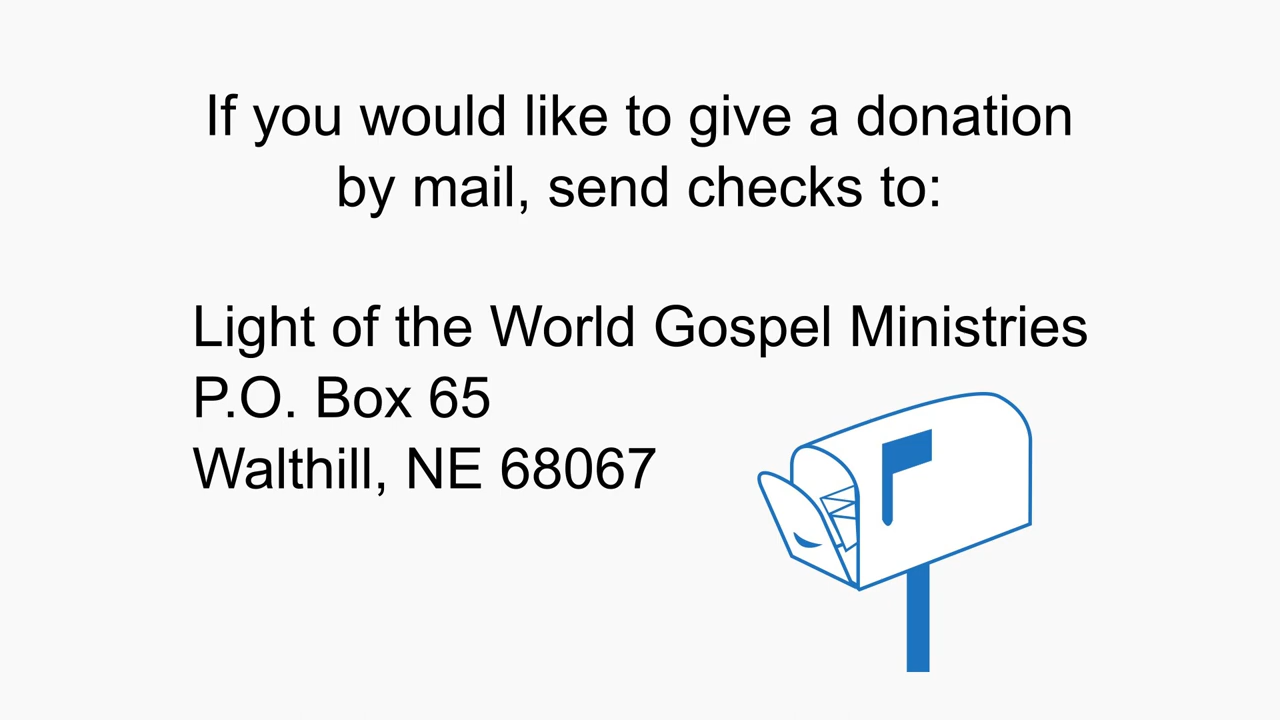 If you would like to give a donation
by mail, send checks to:
Light of the World Gospel Ministries
P.O. Box 65
Walthill, NE 68067